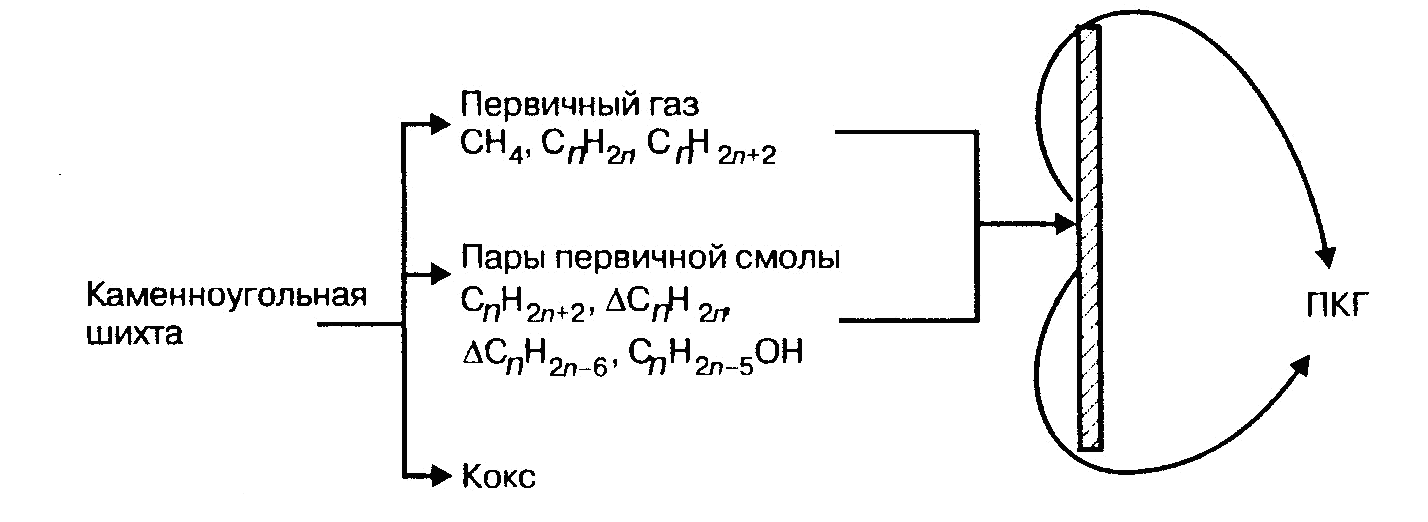 Первичный газ
CH₄, CₙH₂ₙ, CₙH₂ₙ₊₂
Пары первичной смолы
CₙH₂ₙ₊₂, ΔCₙH₂ₙ,
ΔCₙH₂ₙ₋₆, CₙH₂ₙ₋₅OH
Каменноугольная
шихта
Кокс
ПКГ